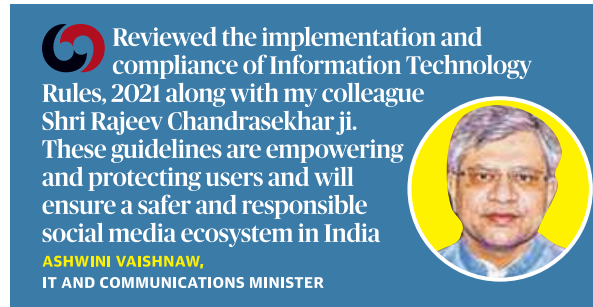 Reviewed the implementation and
compliance of Information Technology
Rules, 2021 along with my colleague
Shri Rajeev Chandrasekhar ji.
These guidelines are empowering
and protecting users and will
ensure a safer and responsible
social media ecosystem in India
ASHWINI VAISHNAW,
IT AND COMMUNICATIONS MINISTER